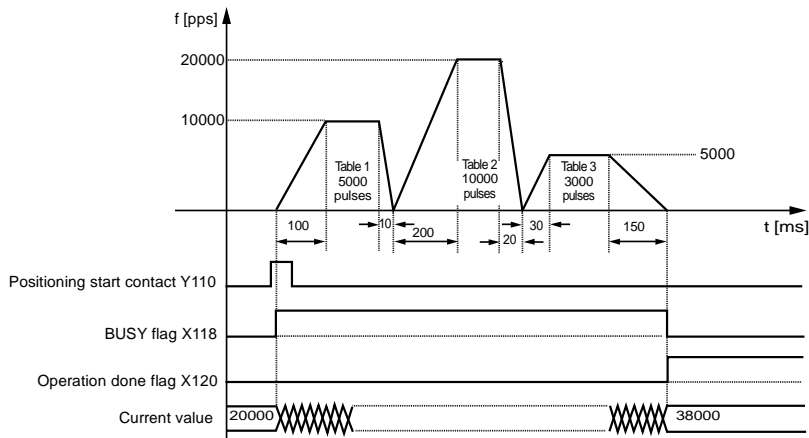 f [pps]
20000
10000
Table 1
5000
pulses
Table 2
10000
pulses
Table 3
3000
pulses
5000
t [ms]
100
10
200
20
30
150
Positioning start contact Y110
BUSY flag X118
Operation done flag X120
Current value
20000
38000